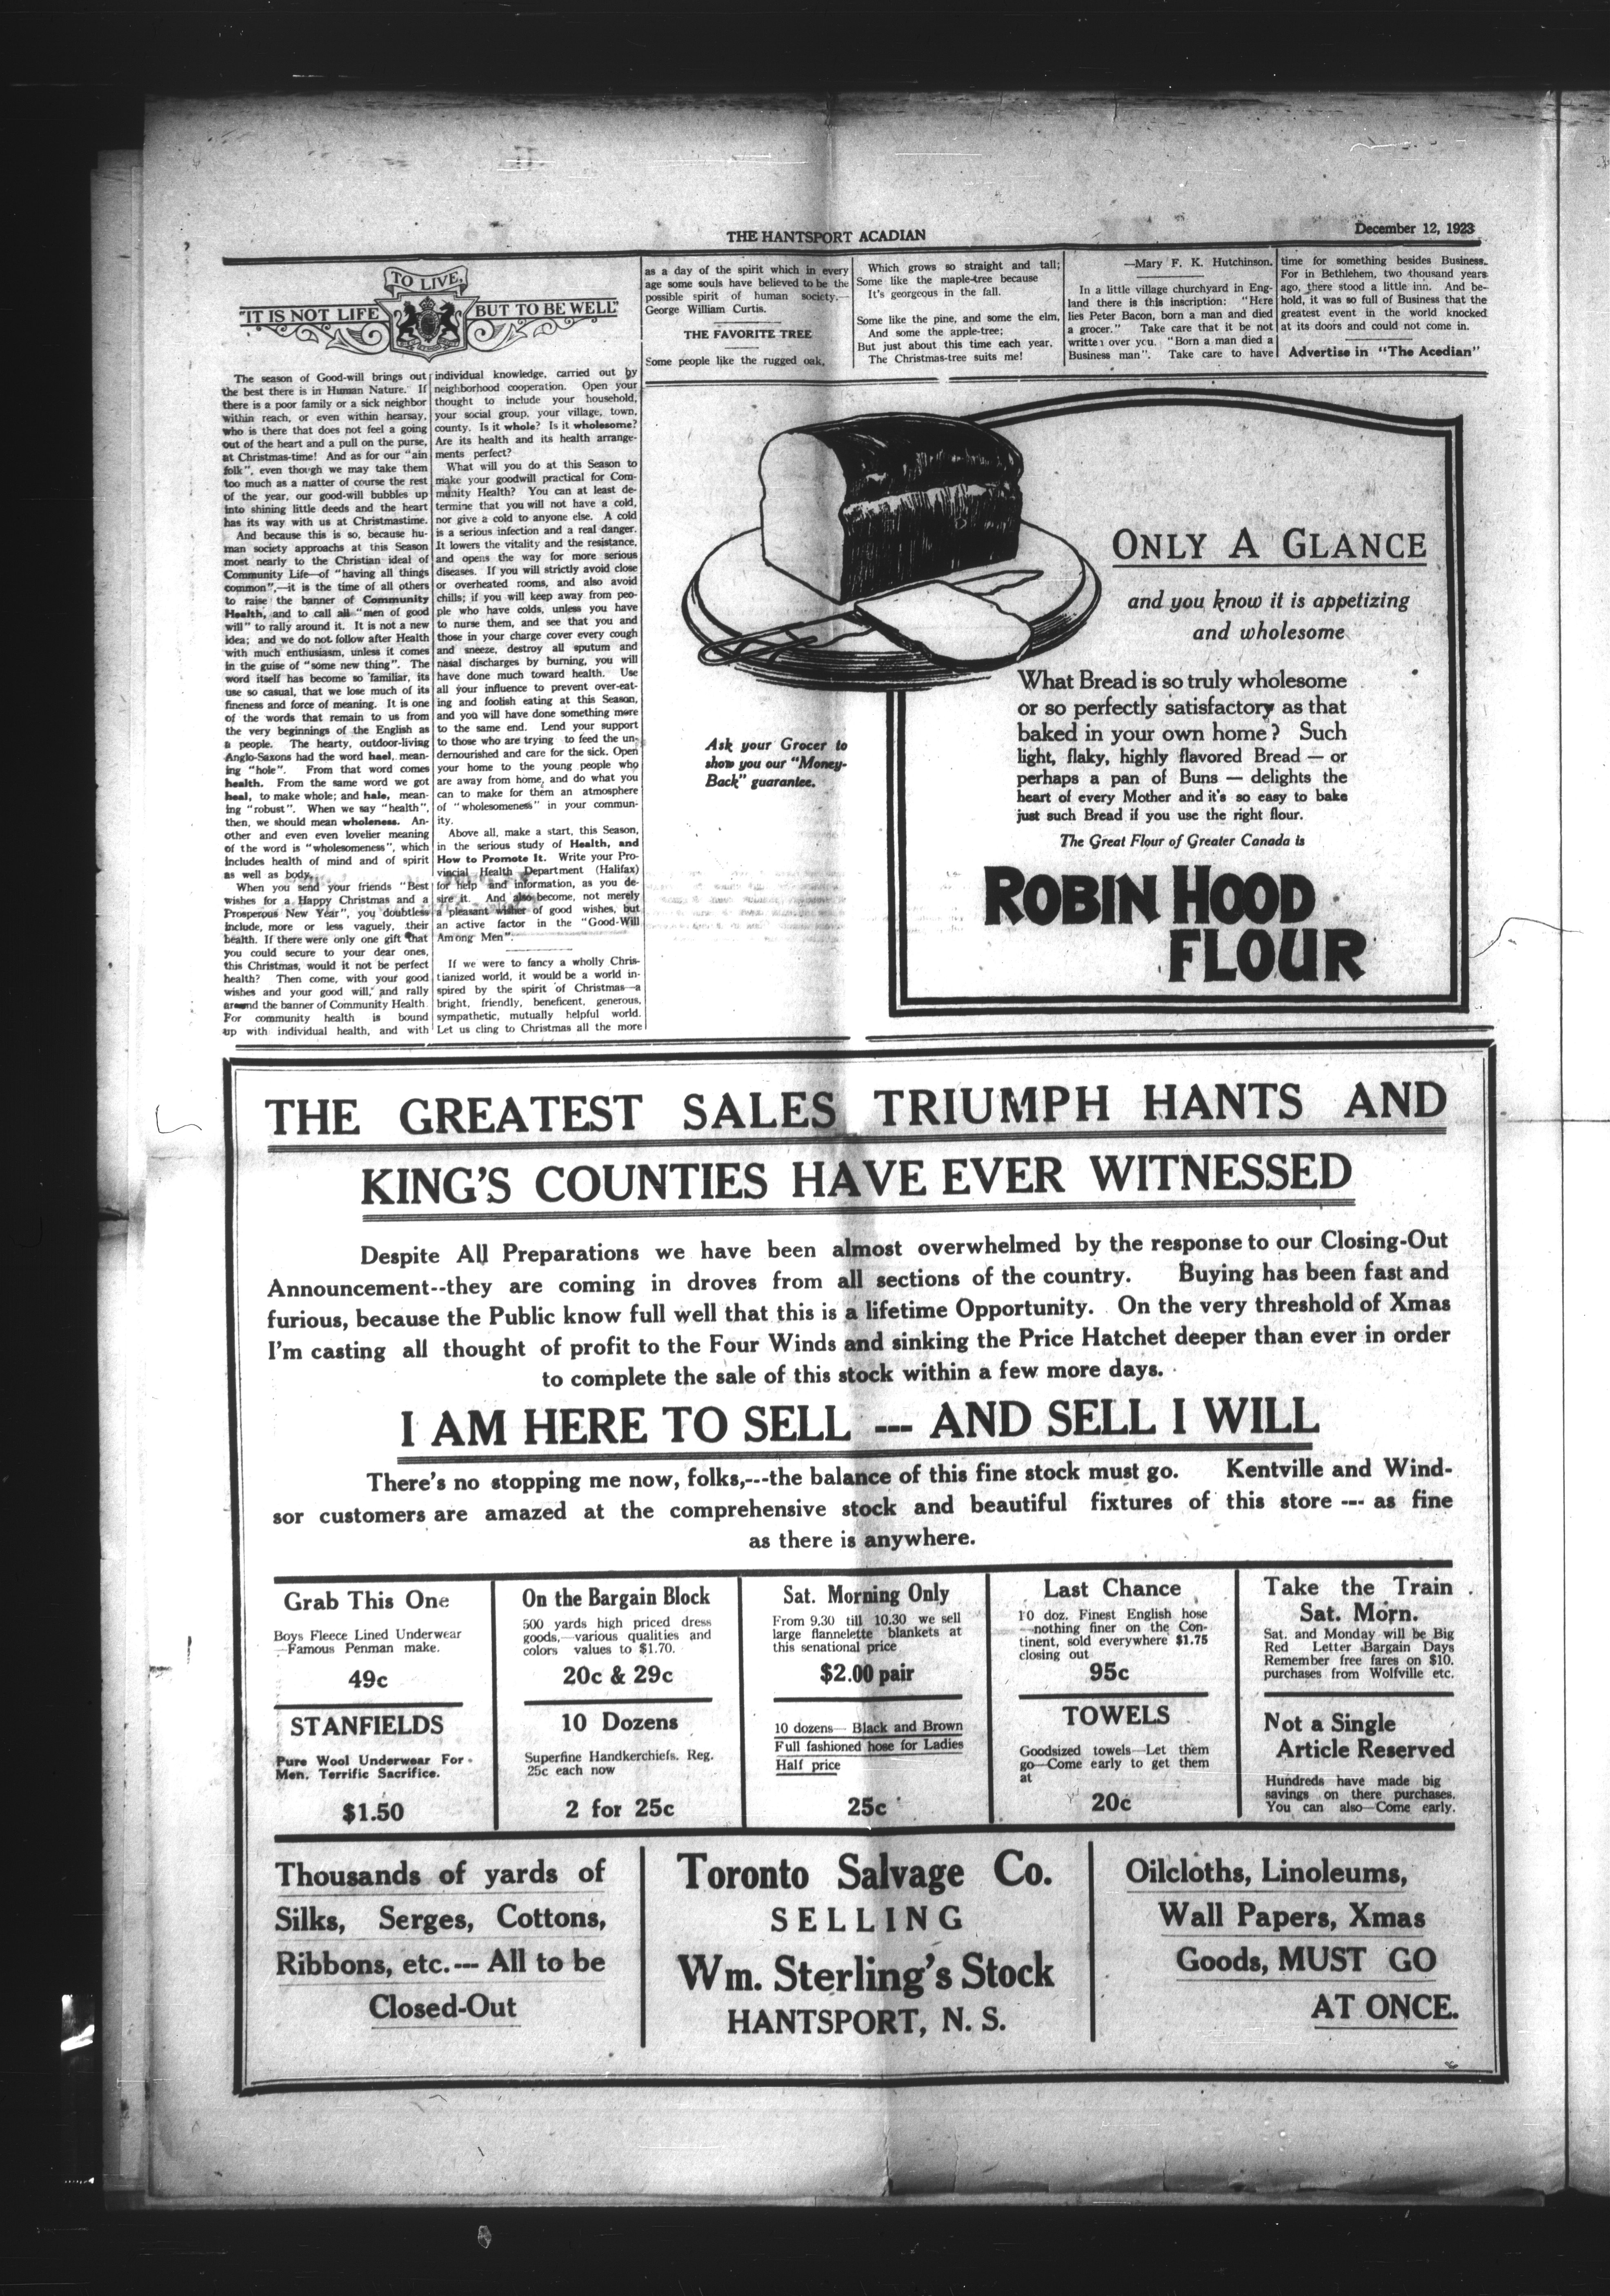 THE HANTSPORT ACADIAN
December 12, 1923
TO LIVE,
"IT IS NOT LIFE
BUT TO BE WELL"
The season of Good-will brings out
the best there is in Human Nature. If
there is a poor family or a sick neighbor
within reach, or even within hearsay,
who is there that does not feel a going
out of the heart and a pull on the purse,
at Christmas-time! And as for our "ain
folk", even though we may take them
too much as a matter of course the rest
of the year, our good-will bubbles up
into shining little deeds and the heart
has its way with us at Christmastime.
And because this is so, because hu-
man society approachs at this Season
most nearly to the Christian ideal of
Community Life—of "having all things
common",—it is the time of all others
to raise the banner of Community
Health, and to call all "men of good
will" to rally around it. It is not a new
idea; and we do not follow after Health
with much enthusiasm, unless it comes
in the guise of "some new thing". The
word itself has become so familiar, its
use so casual, that we lose much of its
fineness and force of meaning. It is one
of the words that remain to us from
the very beginnings of the English as
a people. The hearty, outdoor-living
Anglo-Saxons had the word hael, mean-
ing "hole". From that word comes
health. From the same word we got
heal, to make whole; and hale, mean-
ing "robust". When we say "health",
then, we should mean wholeness. An-
other and even even lovelier meaning
of the word is "wholesomeness", which
includes health of mind and of spirit
as well as body.
When you send your friends "Best
wishes for a Happy Christmas and a
Prosperous New Year", you doubtless
include, more or less vaguely, their
health. If there were only one gift that
you could secure to your dear ones,
this Christmas, would it not be perfect
health? Then come, with your good
wishes and your good will, and rally
around the banner of Community Health
For community health is bound
up with individual health, and with
individual knowledge, carried out by
neighborhood cooperation. Open your
thought to include your household,
your social group, your village, town,
county. Is it whole? Is it wholesome?
Are its health and its health arrange-
ments perfect?
What will you do at this Season to
make your goodwill practical for Com-
munity Health? You can at least de-
termine that you will not have a cold,
nor give a cold to anyone else. A cold
is a serious infection and a real danger.
It lowers the vitality and the resistance,
and opens the way for more serious
diseases. If you will strictly avoid close
or overheated rooms, and also avoid
chills; if you will keep away from peo-
ple who have colds, unless you have
to nurse them, and see that you and
those in your charge cover every cough
and sneeze, destroy all sputum and
nasal discharges by burning, you will
have done much toward health. Use
all your influence to prevent over-eat-
ing and foolish eating at this Season,
and you will have done something more
to the same end. Lend your support
to those who are trying to feed the un-
dernourished and care for the sick. Open
your home to the young people who
are away from home, and do what you
can to make for them an atmosphere
of "wholesomeness" in your commun-
ity.
Above all, make a start, this Season,
in the serious study of Health, and
How to Promote It. Write your Pro-
vincial Health Department (Halifax)
for help and information, as you de-
sire it. And also become, not merely
a pleasant wisher of good wishes, but
an active factor in the "Good-Will
Among Men".
If we were to fancy a wholly Chris-
tianized world, it would be a world in-
spired by the spirit of Christmas—a
bright, friendly, beneficent, generous,
sympathetic, mutually helpful world.
Let us cling to Christmas all the more
as a day of the spirit which in every
age some souls have believed to be the
possible spirit of human society.—
George William Curtis.
THE FAVORITE TREE
Some people like the rugged oak,
Which grows so straight and tall;
Some like the maple-tree because
It's georgeous in the fall.
Some like the pine, and some the elm,
And some the apple-tree;
But just about this time each year,
The Christmas-tree suits me!
—Mary F. K. Hutchinson.
In a little village churchyard in Eng-
land there is this inscription: "Here
lies Peter Bacon, born a man and died
a grocer." Take care that it be not
written over you. "Born a man died a
Business man". Take care to have
time for something besides Business.
For in Bethlehem, two thousand years
ago, there stood a little inn. And be-
hold, it was so full of Business that the
greatest event in the world knocked
at its doors and could not come in.
Advertise in "The Acedian"
ONLY A GLANCE
and you know it is appetizing
and wholesome
What Bread is so truly wholesome
or so perfectly satisfactory as that
baked in your own home? Such
light, flaky, highly flavored Bread — or
perhaps a pan of Buns — delights the
heart of every Mother and it's so easy to bake
just such Bread if you use the right flour.
The Great Flour of Greater Canada is
ROBIN HOOD
FLOUR
Ask your Grocer to
show you our "Money-
Back" guarantee.
THE GREATEST SALES TRIUMPH HANTS AND
KING'S COUNTIES HAVE EVER WITNESSED
Despite All Preparations we have been almost overwhelmed by the response to our Closing-Out
Announcement--they are coming in droves from all sections of the country. Buying has been fast and
furious, because the Public know full well that this is a lifetime Opportunity. On the very threshold of Xmas
I'm casting all thought of profit to the Four Winds and sinking the Price Hatchet deeper than ever in order
to complete the sale of this stock within a few more days.
I AM HERE TO SELL --- AND SELL I WILL
There's no stopping me now, folks,---the balance of this fine stock must go. Kentville and Wind-
sor customers are amazed at the comprehensive stock and beautiful fixtures of this store --- as fine
as there is anywhere.
Grab This One
Boys Fleece Lined Underwear
—Famous Penman make.
49c
STANFIELDS
Pure Wool Underwear For
Men. Terrific Sacrifice.
$1.50
On the Bargain Block
500 yards high priced dress
goods,—various qualities and
colors values to $1.70.
20c & 29c
10 Dozens
Superfine Handkerchiefs. Reg.
25c each now
2 for 25c
Sat. Morning Only
From 9.30 till 10.30 we sell
large flannelette blankets at
this senational price
$2.00 pair
10 dozens— Black and Brown
Full fashioned hose for Ladies
Half price
25c
Last Chance
10 doz. Finest English hose
—nothing finer on the Con-
tinent, sold everywhere $1.75
closing out
95c
TOWELS
Goodsized towels—Let them
go—Come early to get them
at
20c
Take the Train
Sat. Morn.
Sat. and Monday will be Big
Red Letter Bargain Days
Remember free fares on $10.
purchases from Wolfville etc.
Not a Single
Article Reserved
Hundreds have made big
savings on there purchases.
You can also—Come early.
Thousands of yards of
Silks, Serges, Cottons,
Ribbons, etc.--- All to be
Closed-Out
Toronto Salvage Co.
SELLING
Wm. Sterling's Stock
HANTSPORT, N. S.
Oilcloths, Linoleums,
Wall Papers, Xmas
Goods, MUST GO
AT ONCE.